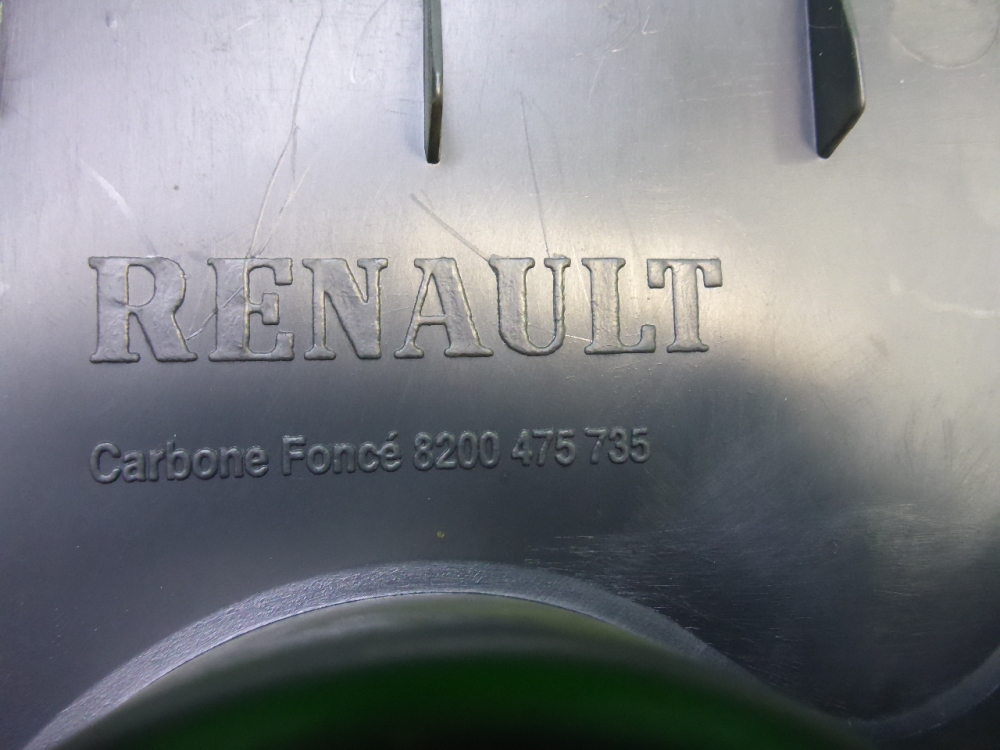 RENAULT
Carbone Foncé 8200 475 735